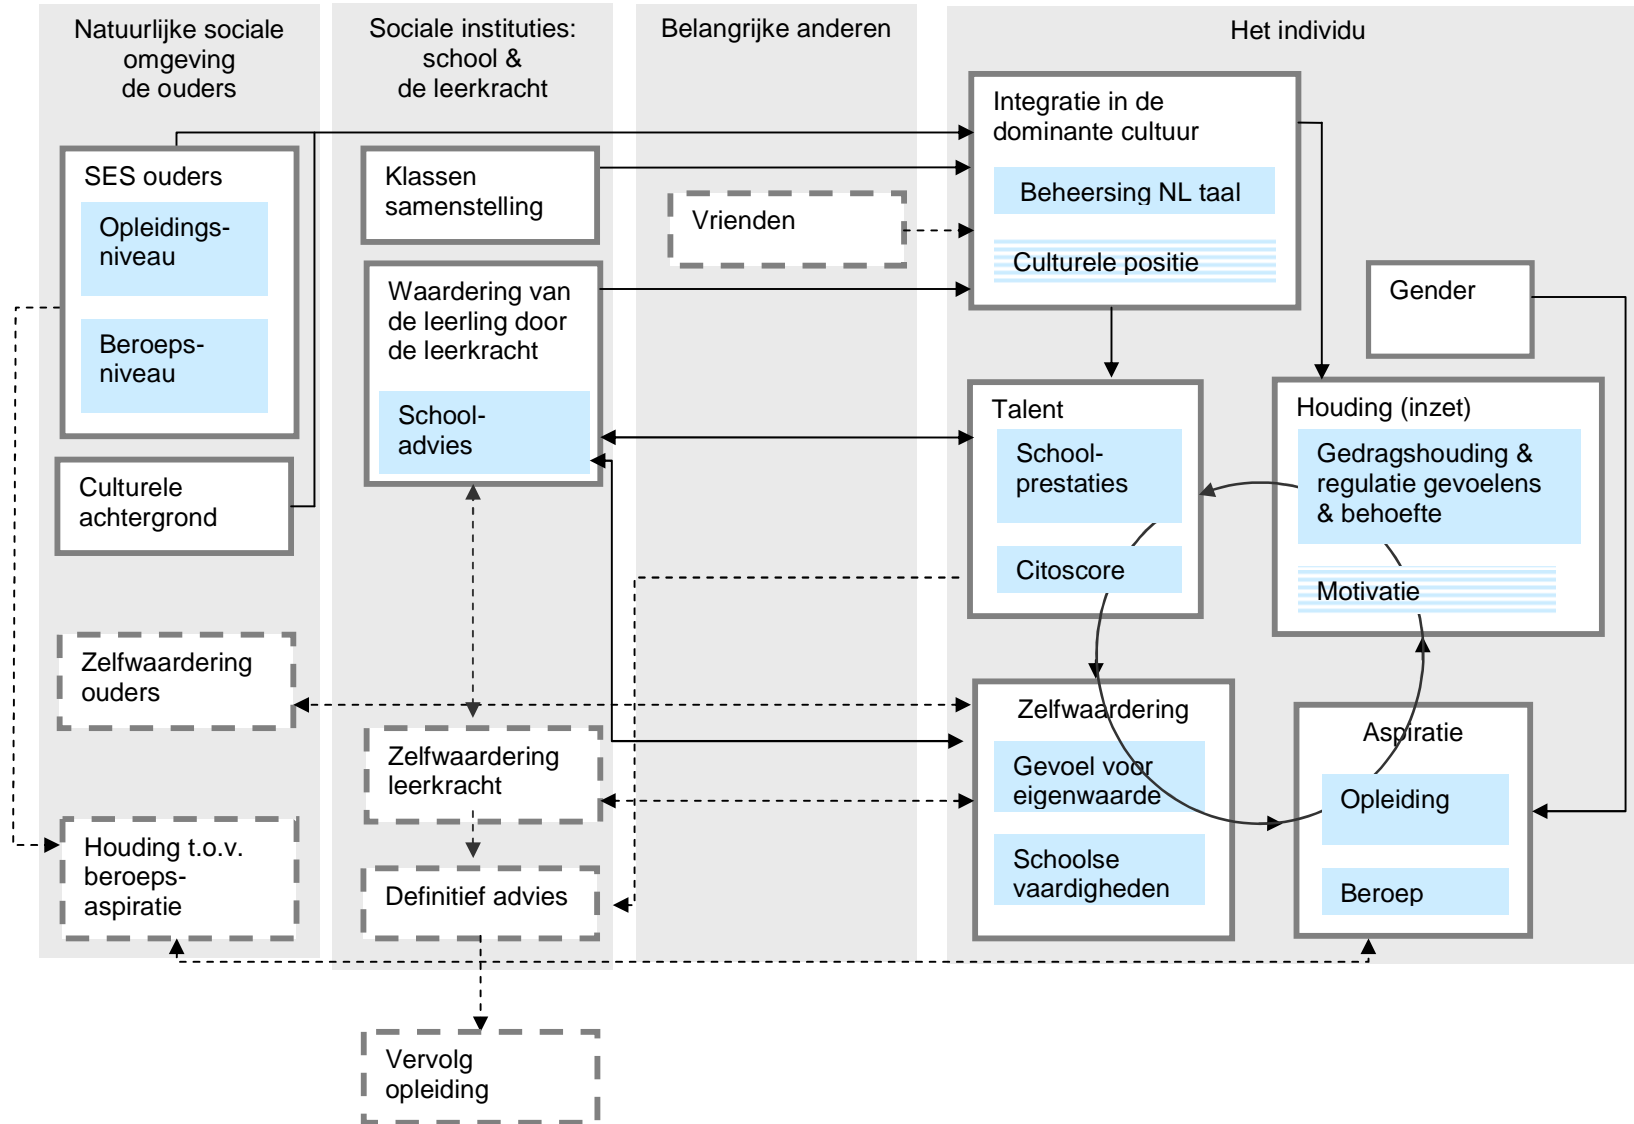 Natuurlijke sociale
omgeving
de ouders
Sociale instituties:
school &
de leerkracht
Belangrijke anderen
Het individu
SES ouders
Opleidings-
niveau
Beroeps-
niveau
Culturele
achtergrond
Zelfwaardering
ouders
Houding t.o.v.
beroeps-
aspiratie
Klassen
samenstelling
Waardering van
de leerling door
de leerkracht
School-
advies
Zelfwaardering
leerkracht
Definitief advies
Vervolg
opleiding
Vrienden
Integratie in de
dominante cultuur
Beheersing NL taal
Culturele positie
Gender
Talent
School-
prestaties
Citoscore
Houding (inzet)
Gedragshouding &
regulatie gevoelens
& behoefte
Motivatie
Zelfwaardering
Gevoel voor
eigenwaarde
Schoolse
vaardigheden
Aspiratie
Opleiding
Beroep